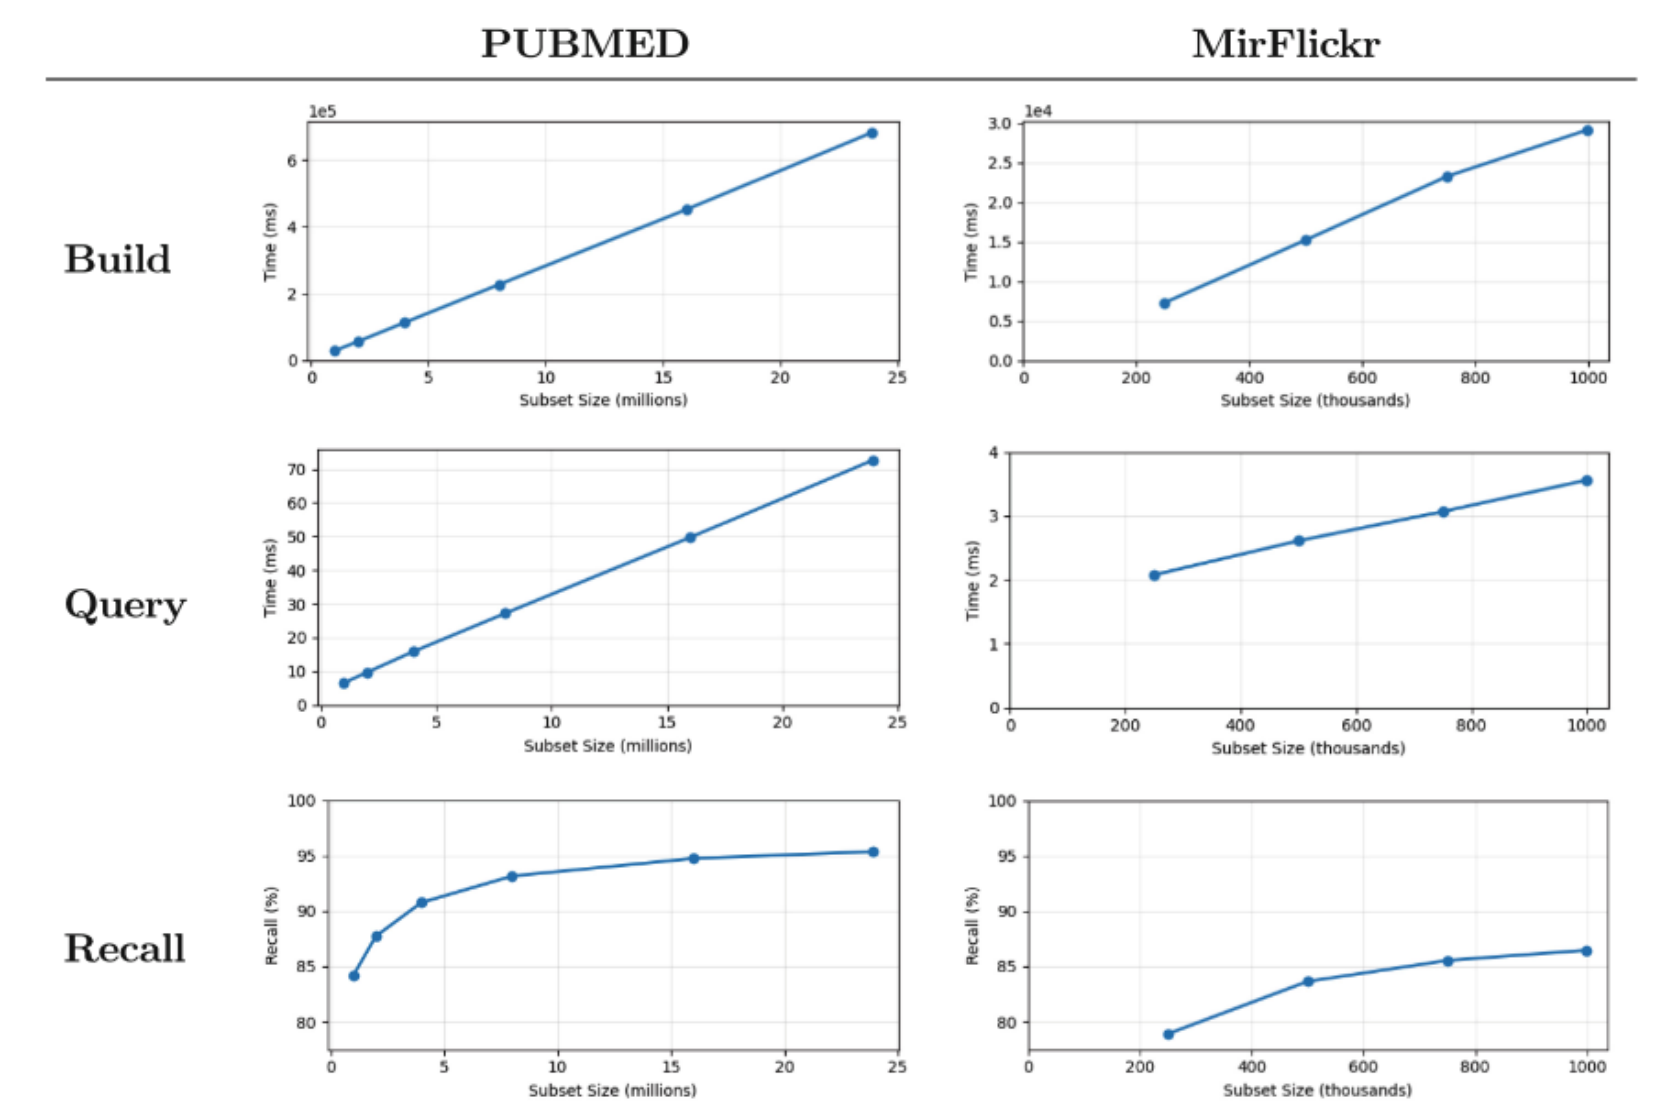 PUBMED MirFlickr
Build
1e5
6
4
2
0
0 5 10 15 20 25
Time (ms)
Subset Size (millions)
1e4
3.0
2.5
2.0
1.5
1.0
0.5
0.0
0 200 400 600 800 1000
Time (ms)
Subset Size (thousands)
Query
70
60
50
40
30
20
10
0
0 5 10 15 20 25
Time (ms)
Subset Size (millions)
4
3
2
1
0
0 200 400 600 800 1000
Time (ms)
Subset Size (thousands)
Recall
100
95
90
85
80
0 5 10 15 20 25
Recall (%)
Subset Size (millions)
100
95
90
85
80
0 200 400 600 800 1000
Recall (%)
Subset Size (thousands)